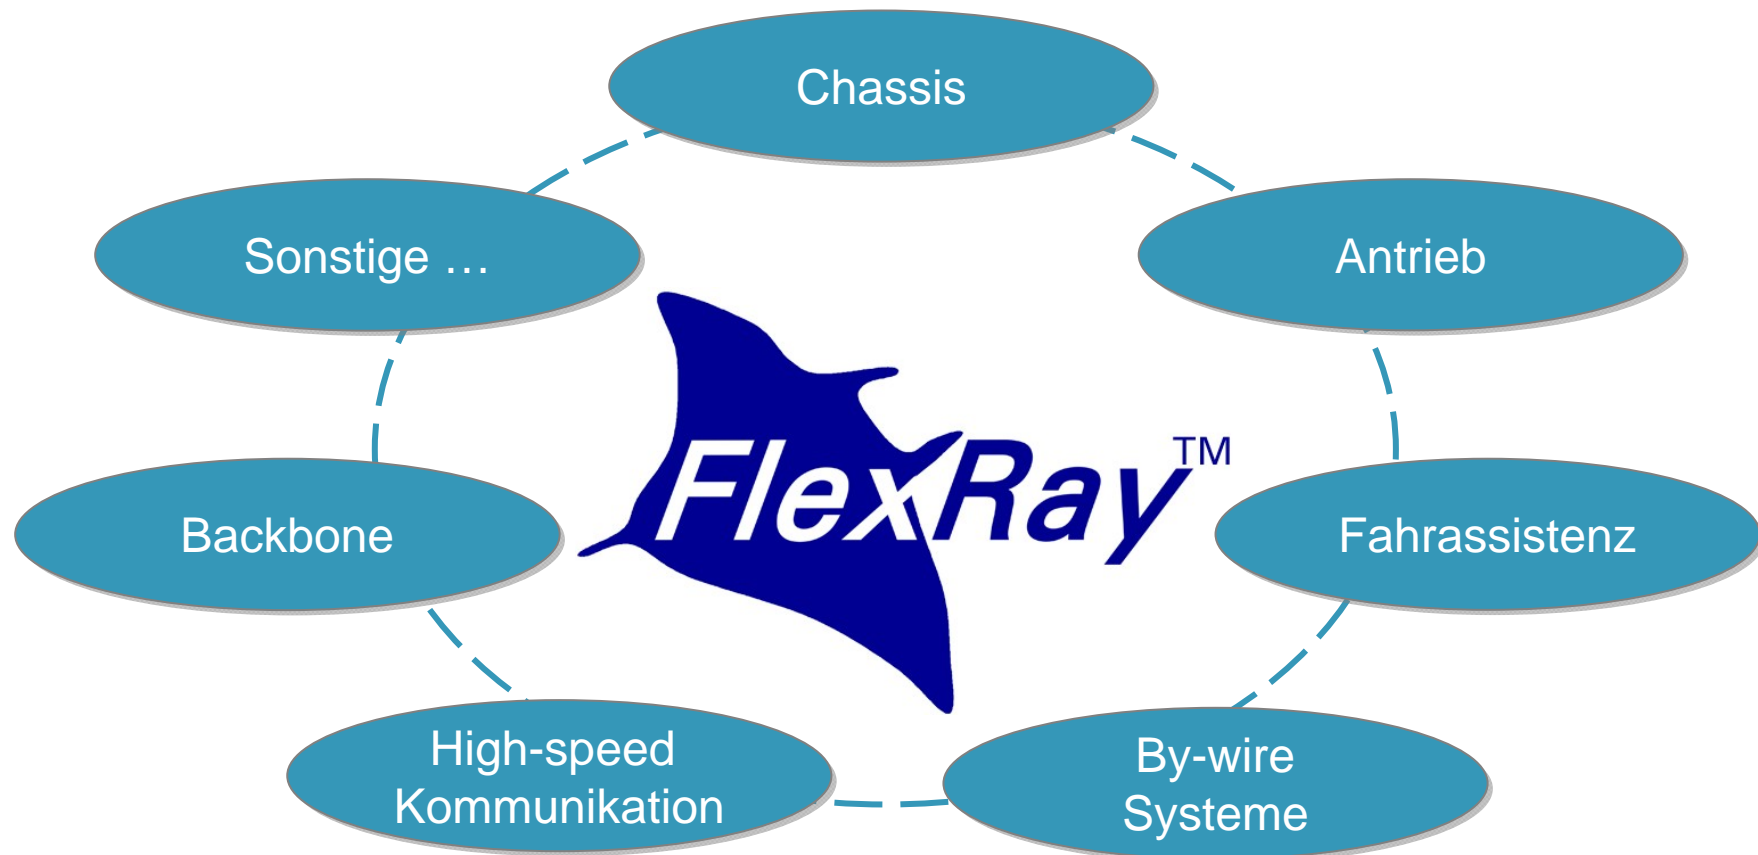 Chassis
Sonstige …
Antrieb
FlexRay™
Backbone
Fahrassistenz
High-speed
Kommunikation
By-wire
Systeme